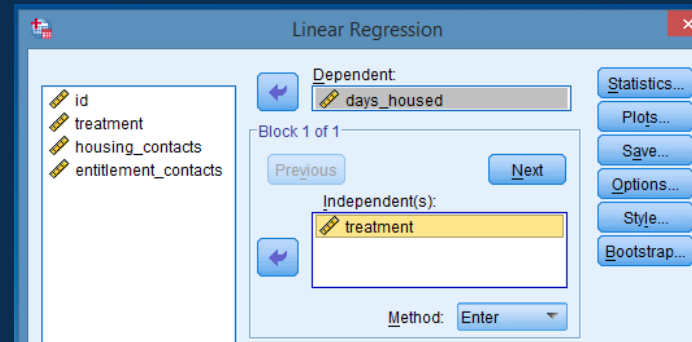 Linear Regression
id
treatment
housing_contacts
entitlement_contacts
Dependent:
days_housed
Block 1 of 1
Previous
Next
Independent(s):
treatment
Method:
Enter
Statistics...
Plots...
Save...
Options...
Style...
Bootstrap...